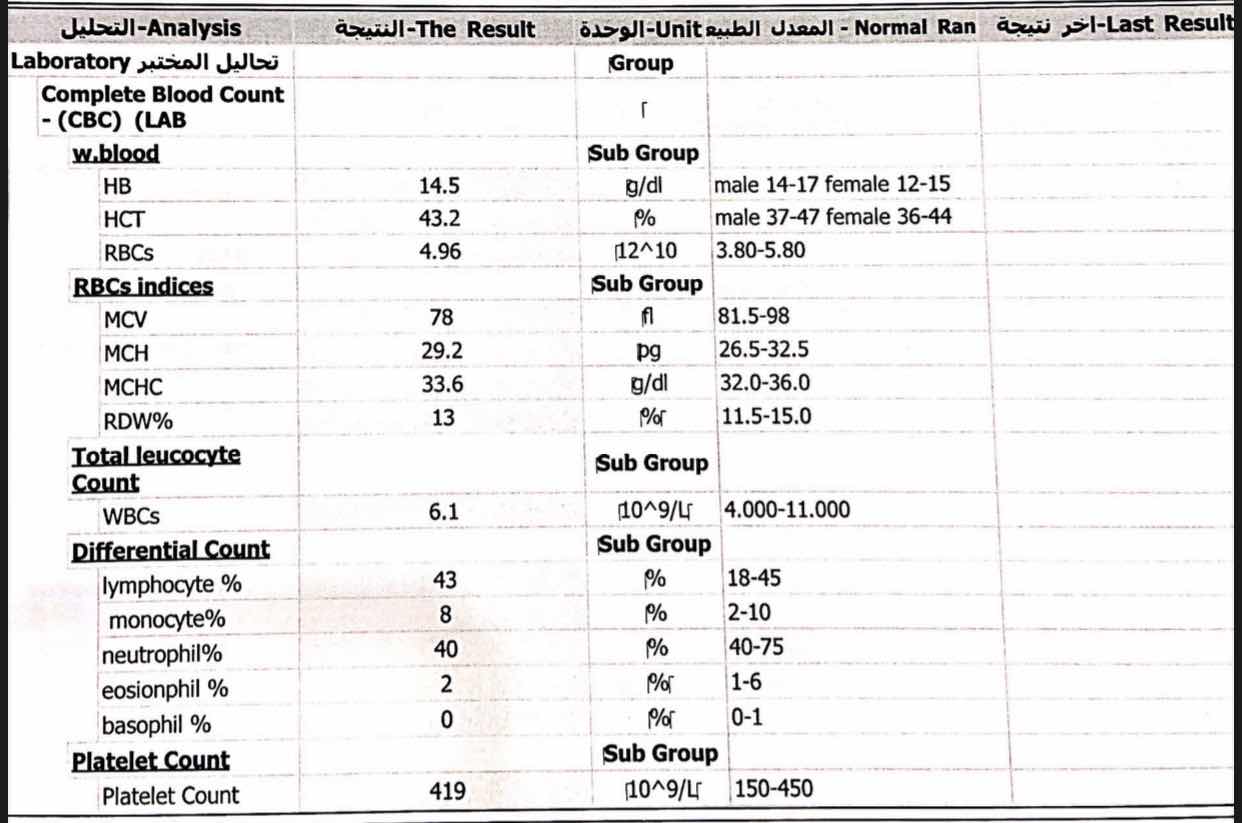 التحليل-Analysis النتيجة-The Result الوحدة-Unit المعدل الطبيع - Normal Ran اخر نتيجة-Last Result
Laboratory تحاليل المختبر Group
Complete Blood Count
- (CBC) (LAB
w.blood Sub Group
HB 14.5 g/dl male 14-17 female 12-15
HCT 43.2 % male 37-47 female 36-44
RBCs 4.96 12^10 3.80-5.80
RBCs indices Sub Group
MCV 78 fl 81.5-98
MCH 29.2 pg 26.5-32.5
MCHC 33.6 g/dl 32.0-36.0
RDW% 13 % 11.5-15.0
Total leucocyte
Count Sub Group
WBCs 6.1 10^9/L 4.000-11.000
Differential Count Sub Group
lymphocyte % 43 % 18-45
monocyte% 8 % 2-10
neutrophil% 40 % 40-75
eosionphil % 2 % 1-6
basophil % 0 % 0-1
Platelet Count Sub Group
Platelet Count 419 10^9/L 150-450